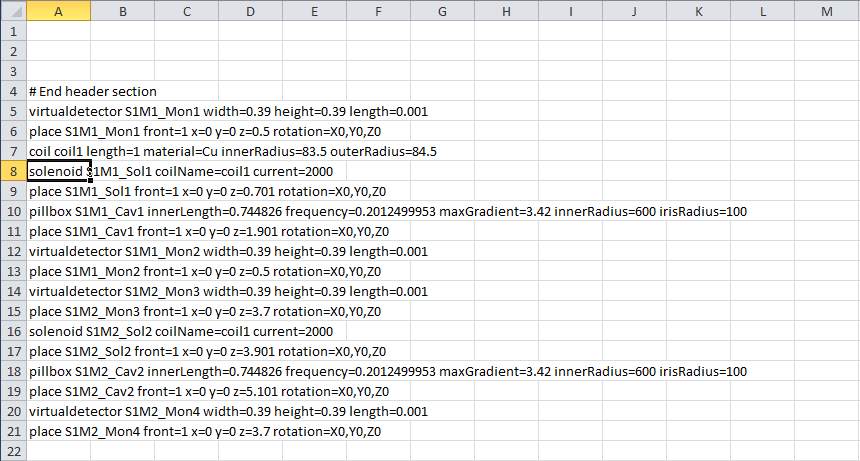 A B C D E F G H I J K L M
1
2
3
4 # End header section
5 virtualdetector S1M1_Mon1 width=0.39 height=0.39 length=0.001
6 place S1M1_Mon1 front=1 x=0 y=0 z=0.5 rotation=X0,Y0,Z0
7 coil coil1 length=1 material=Cu innerRadius=83.5 outerRadius=84.5
8 solenoid S1M1_Sol1 coilName=coil1 current=2000
9 place S1M1_Sol1 front=1 x=0 y=0 z=0.701 rotation=X0,Y0,Z0
10 pillbox S1M1_Cav1 innerLength=0.744826 frequency=0.2012499953 maxGradient=3.42 innerRadius=600 irisRadius=100
11 place S1M1_Cav1 front=1 x=0 y=0 z=1.901 rotation=X0,Y0,Z0
12 virtualdetector S1M1_Mon2 width=0.39 height=0.39 length=0.001
13 place S1M1_Mon2 front=1 x=0 y=0 z=0.5 rotation=X0,Y0,Z0
14 virtualdetector S1M2_Mon3 width=0.39 height=0.39 length=0.001
15 place S1M2_Mon3 front=1 x=0 y=0 z=3.7 rotation=X0,Y0,Z0
16 solenoid S1M2_Sol2 coilName=coil1 current=2000
17 place S1M2_Sol2 front=1 x=0 y=0 z=3.901 rotation=X0,Y0,Z0
18 pillbox S1M2_Cav2 innerLength=0.744826 frequency=0.2012499953 maxGradient=3.42 innerRadius=600 irisRadius=100
19 place S1M2_Cav2 front=1 x=0 y=0 z=5.101 rotation=X0,Y0,Z0
20 virtualdetector S1M2_Mon4 width=0.39 height=0.39 length=0.001
21 place S1M2_Mon4 front=1 x=0 y=0 z=3.7 rotation=X0,Y0,Z0
22